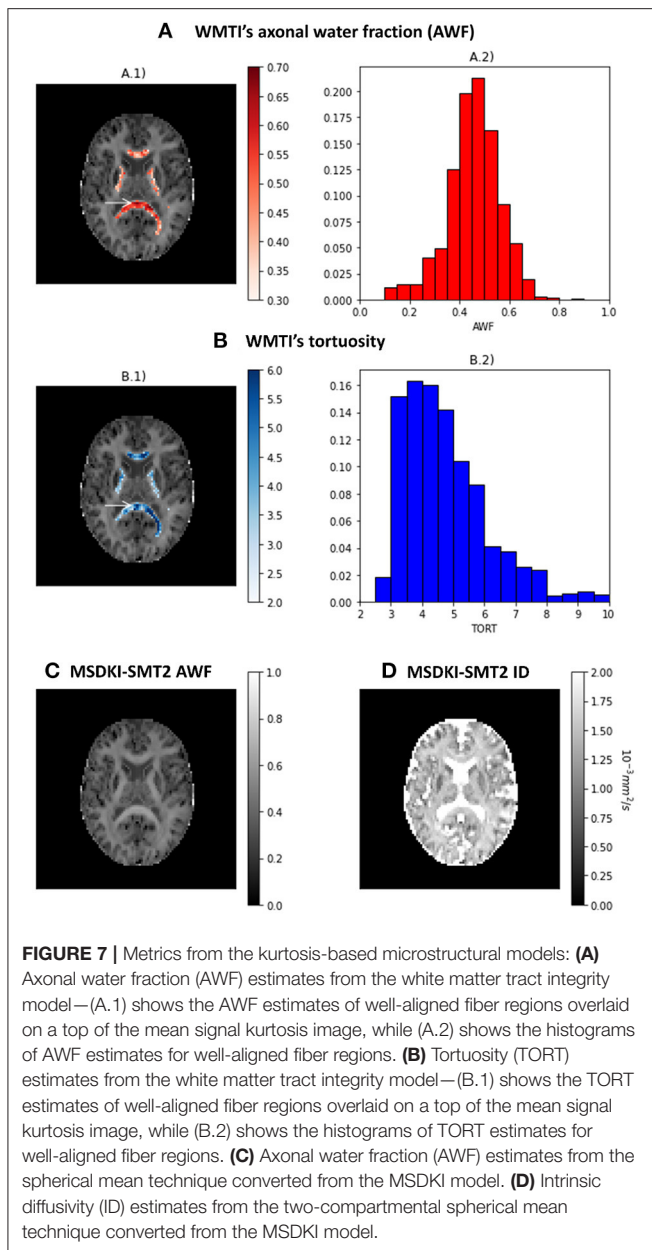 A WMTI's axonal water fraction (AWF)
A.1)
0.70
0.65
0.60
0.55
0.50
0.45
0.40
0.35
0.30
A.2)
0.200
0.175
0.150
0.125
0.100
0.075
0.050
0.025
0.000
0.0 0.2 0.4 0.6 0.8 1.0
AWF
B WMTI's tortuosity
B.1)
6.0
5.5
5.0
4.5
4.0
3.5
3.0
2.5
2.0
B.2)
0.16
0.14
0.12
0.10
0.08
0.06
0.04
0.02
0.00
2 3 4 5 6 7 8 9 10
TORT
C MSDKI-SMT2 AWF
1.0
0.8
0.6
0.4
0.2
0.0
D MSDKI-SMT2 ID
2.00
1.75
1.50
1.25
1.00
0.75
0.50
0.25
0.00
10⁻³mm²/s
FIGURE 7 | Metrics from the kurtosis-based microstructural models: (A)
Axonal water fraction (AWF) estimates from the white matter tract integrity
model—(A.1) shows the AWF estimates of well-aligned fiber regions overlaid
on a top of the mean signal kurtosis image, while (A.2) shows the histograms
of AWF estimates for well-aligned fiber regions. (B) Tortuosity (TORT)
estimates from the white matter tract integrity model—(B.1) shows the TORT
estimates of well-aligned fiber regions overlaid on a top of the mean signal
kurtosis image, while (B.2) shows the histograms of TORT estimates for
well-aligned fiber regions. (C) Axonal water fraction (AWF) estimates from the
spherical mean technique converted from the MSDKI model. (D) Intrinsic
diffusivity (ID) estimates from the two-compartmental spherical mean
technique converted from the MSDKI model.